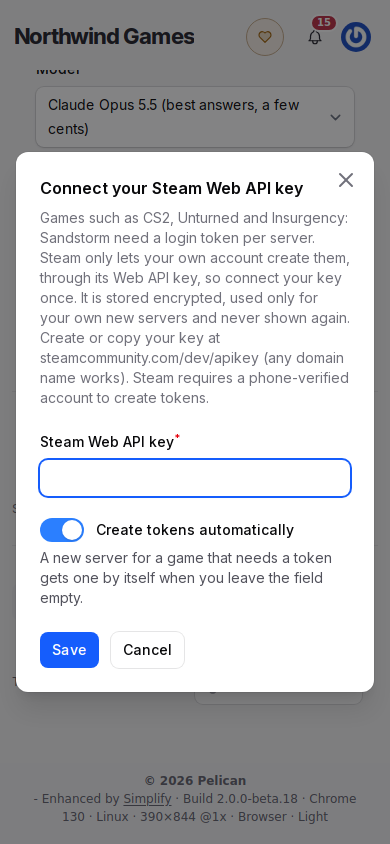 Northwind Games
15
Model
Claude Opus 5.5 (best answers, a few
cents)
Connect your Steam Web API key
Games such as CS2, Unturned and Insurgency:
Sandstorm need a login token per server.
Steam only lets your own account create them,
through its Web API key, so connect your key
once. It is stored encrypted, used only for
your own new servers and never shown again.
Create or copy your key at
steamcommunity.com/dev/apikey (any domain
name works). Steam requires a phone-verified
account to create tokens.
Steam Web API key*
Create tokens automatically
A new server for a game that needs a token
gets one by itself when you leave the field
empty.
Save
Cancel
© 2026 Pelican
- Enhanced by Simplify · Build 2.0.0-beta.18 · Chrome
130 · Linux · 390×844 @1x · Browser · Light